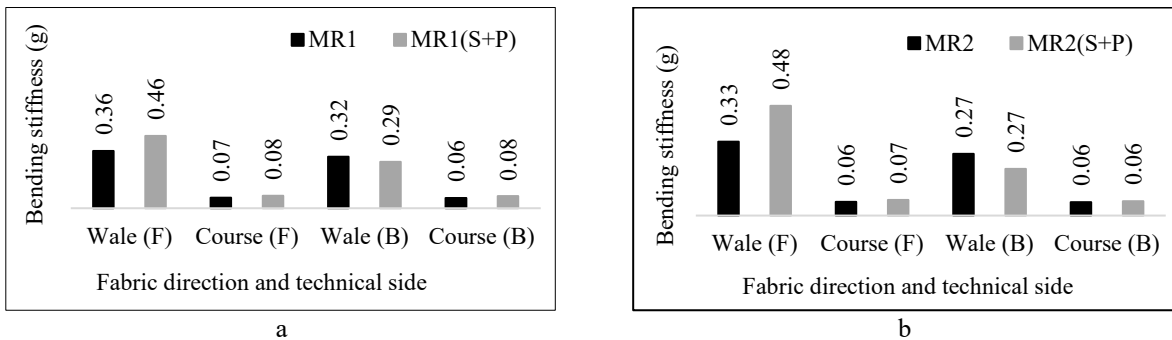 Bending stiffness (g)
MR1 MR1(S+P)
0.36 0.46 0.07 0.08 0.32 0.29 0.06 0.08
Wale (F) Course (F) Wale (B) Course (B)
Fabric direction and technical side
a
Bending stiffness (g)
MR2 MR2(S+P)
0.33 0.48 0.06 0.07 0.27 0.27 0.06 0.06
Wale (F) Course (F) Wale (B) Course (B)
Fabric direction and technical side
b